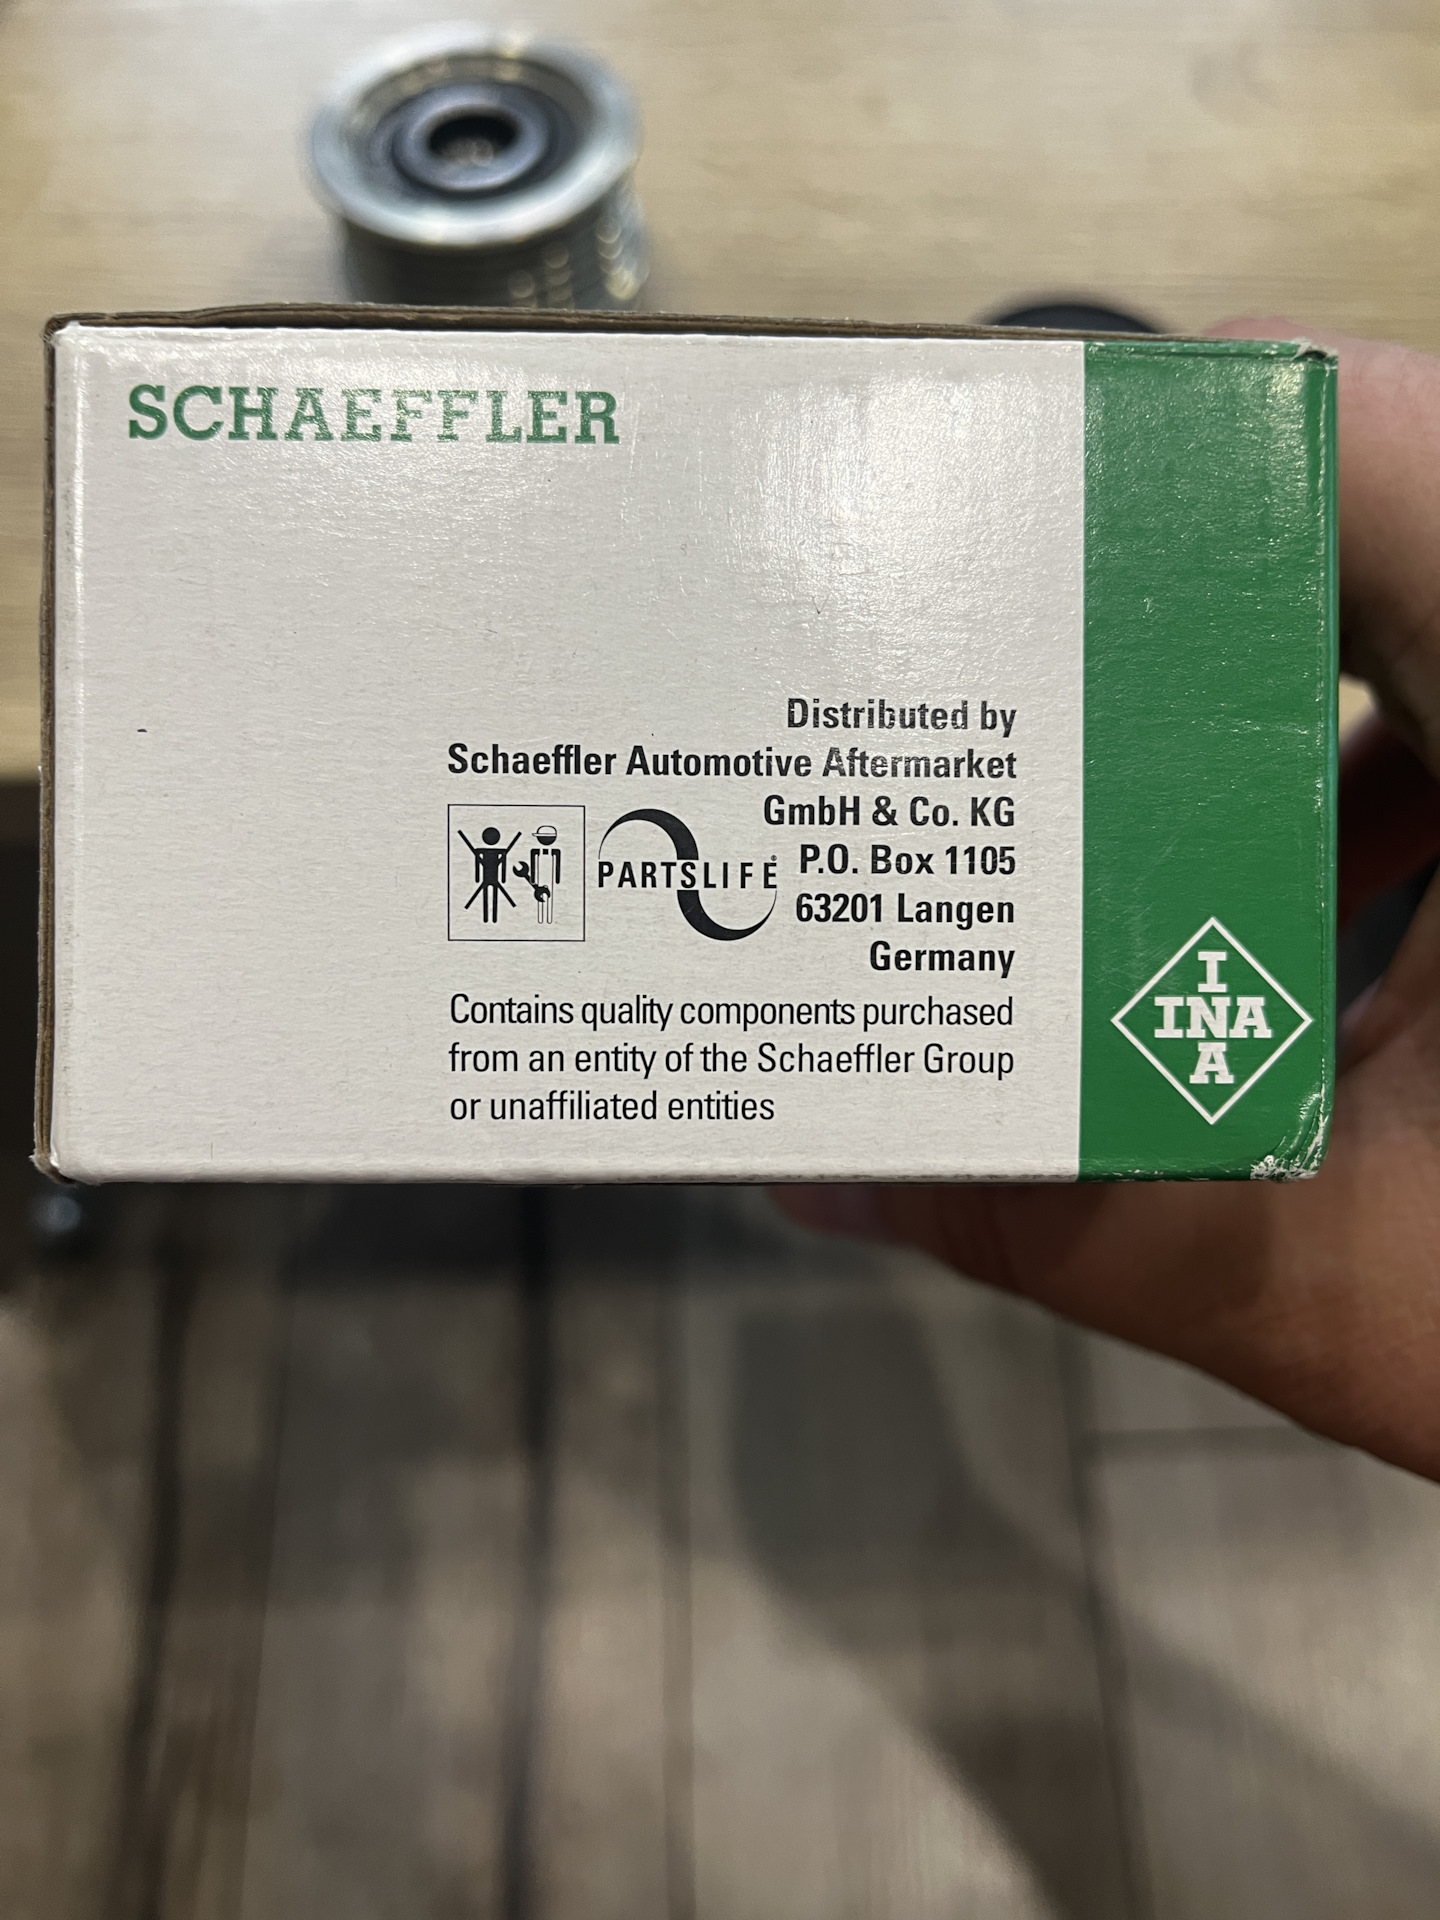 SCHAEFFLER
Distributed by
Schaeffler Automotive Aftermarket
GmbH & Co. KG
P.O. Box 1105
63201 Langen
Germany
PARTSLIFE®
Contains quality components purchased
from an entity of the Schaeffler Group
or unaffiliated entities
I
INA
A